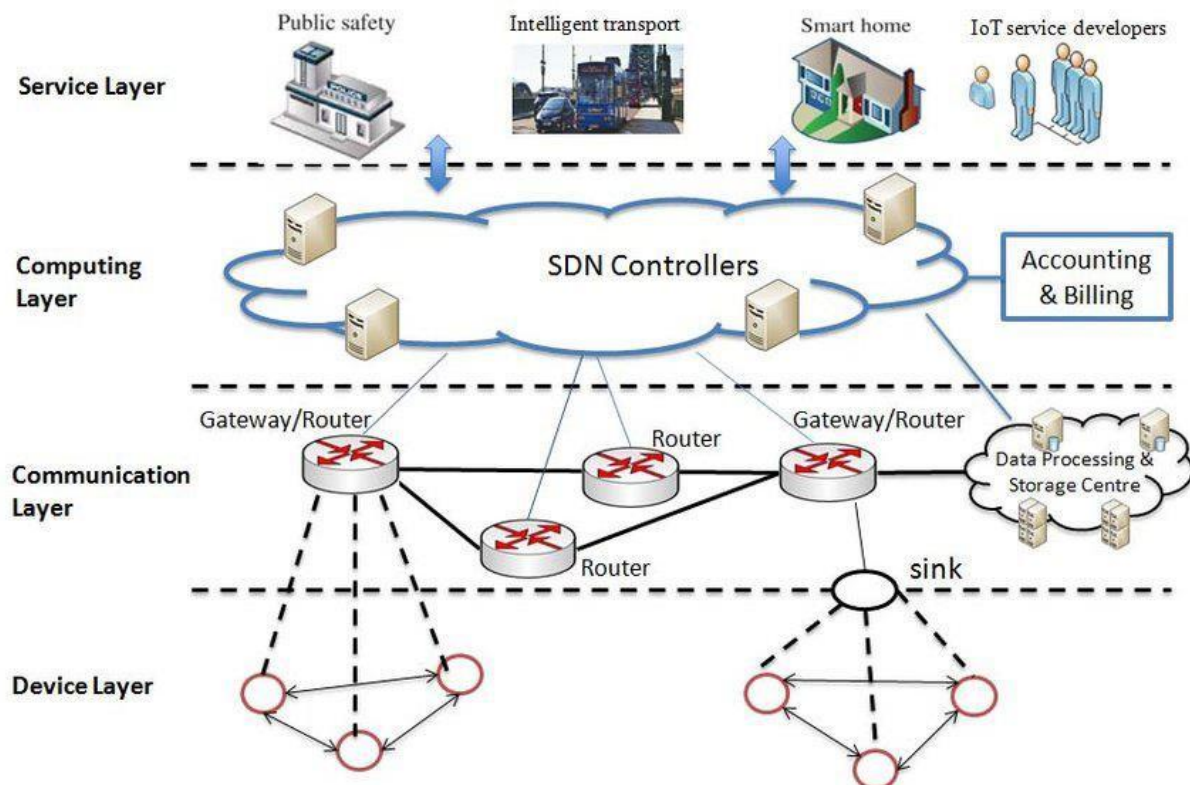 Public safety
Intelligent transport
Smart home
IoT service developers
Service Layer
POLICE
Computing
Layer
SDN Controllers
Accounting
& Billing
Gateway/Router
Router
Gateway/Router
Communication
Layer
Data Processing &
Storage Centre
Router
sink
Device Layer